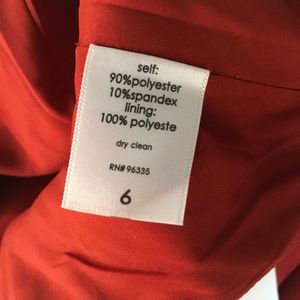 self:
90%polyester
10%spandex
lining:
100% polyeste
dry clean
RN# 96335
6